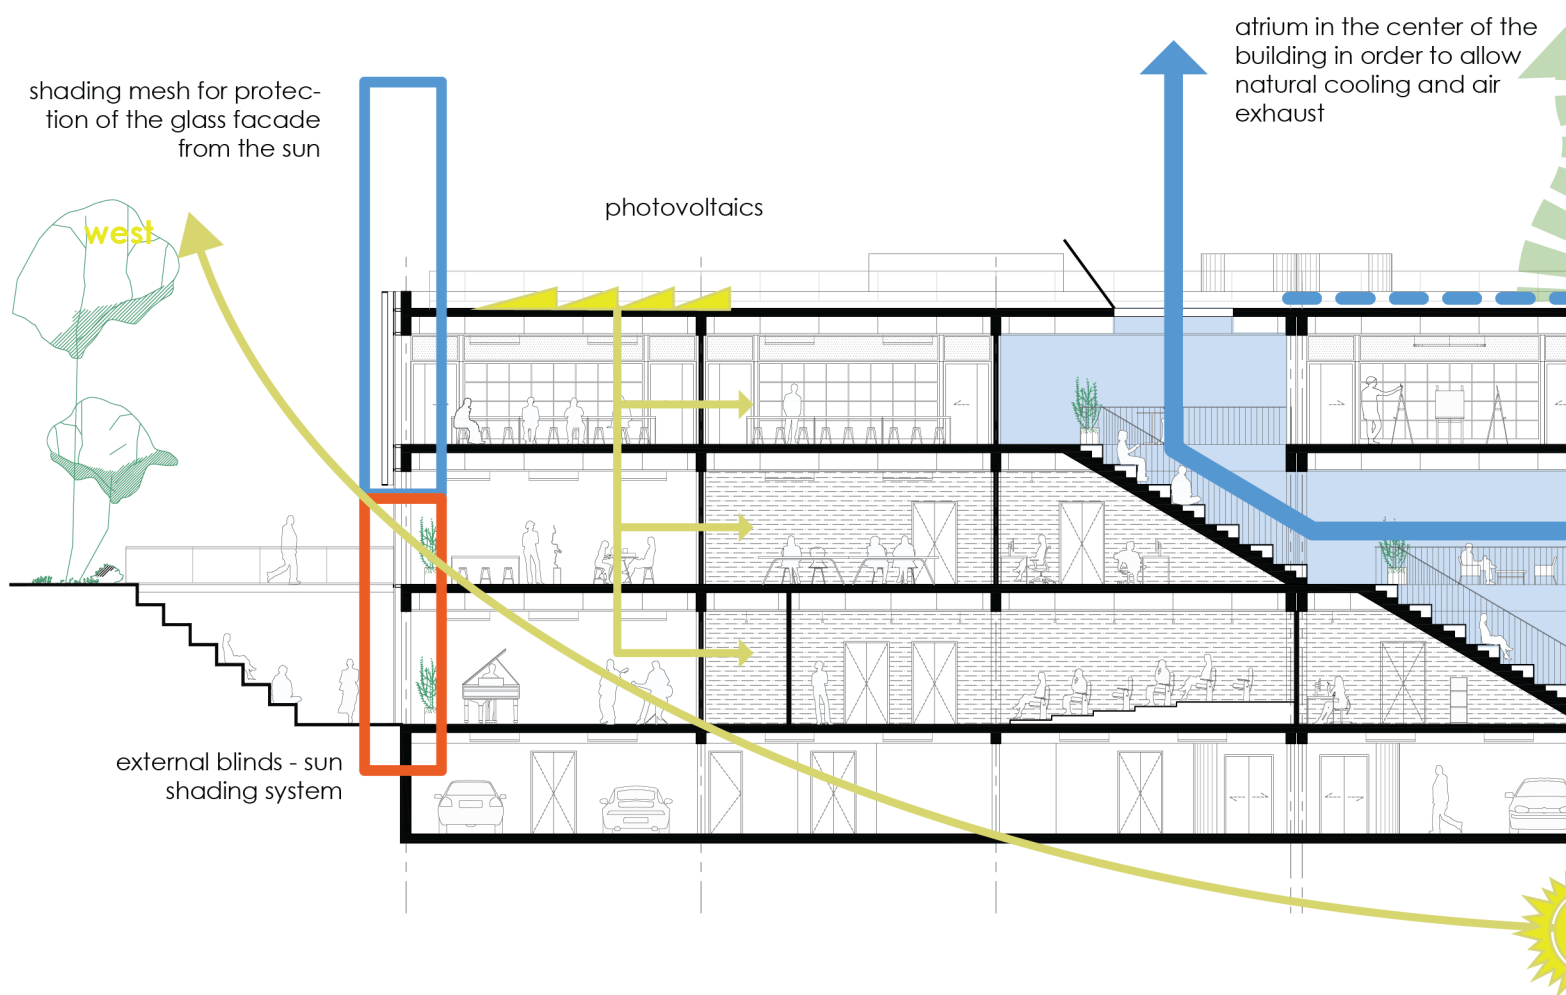 atrium in the center of the
building in order to allow
natural cooling and air
exhaust
shading mesh for protec-
tion of the glass facade
from the sun
photovoltaics
west
external blinds - sun
shading system